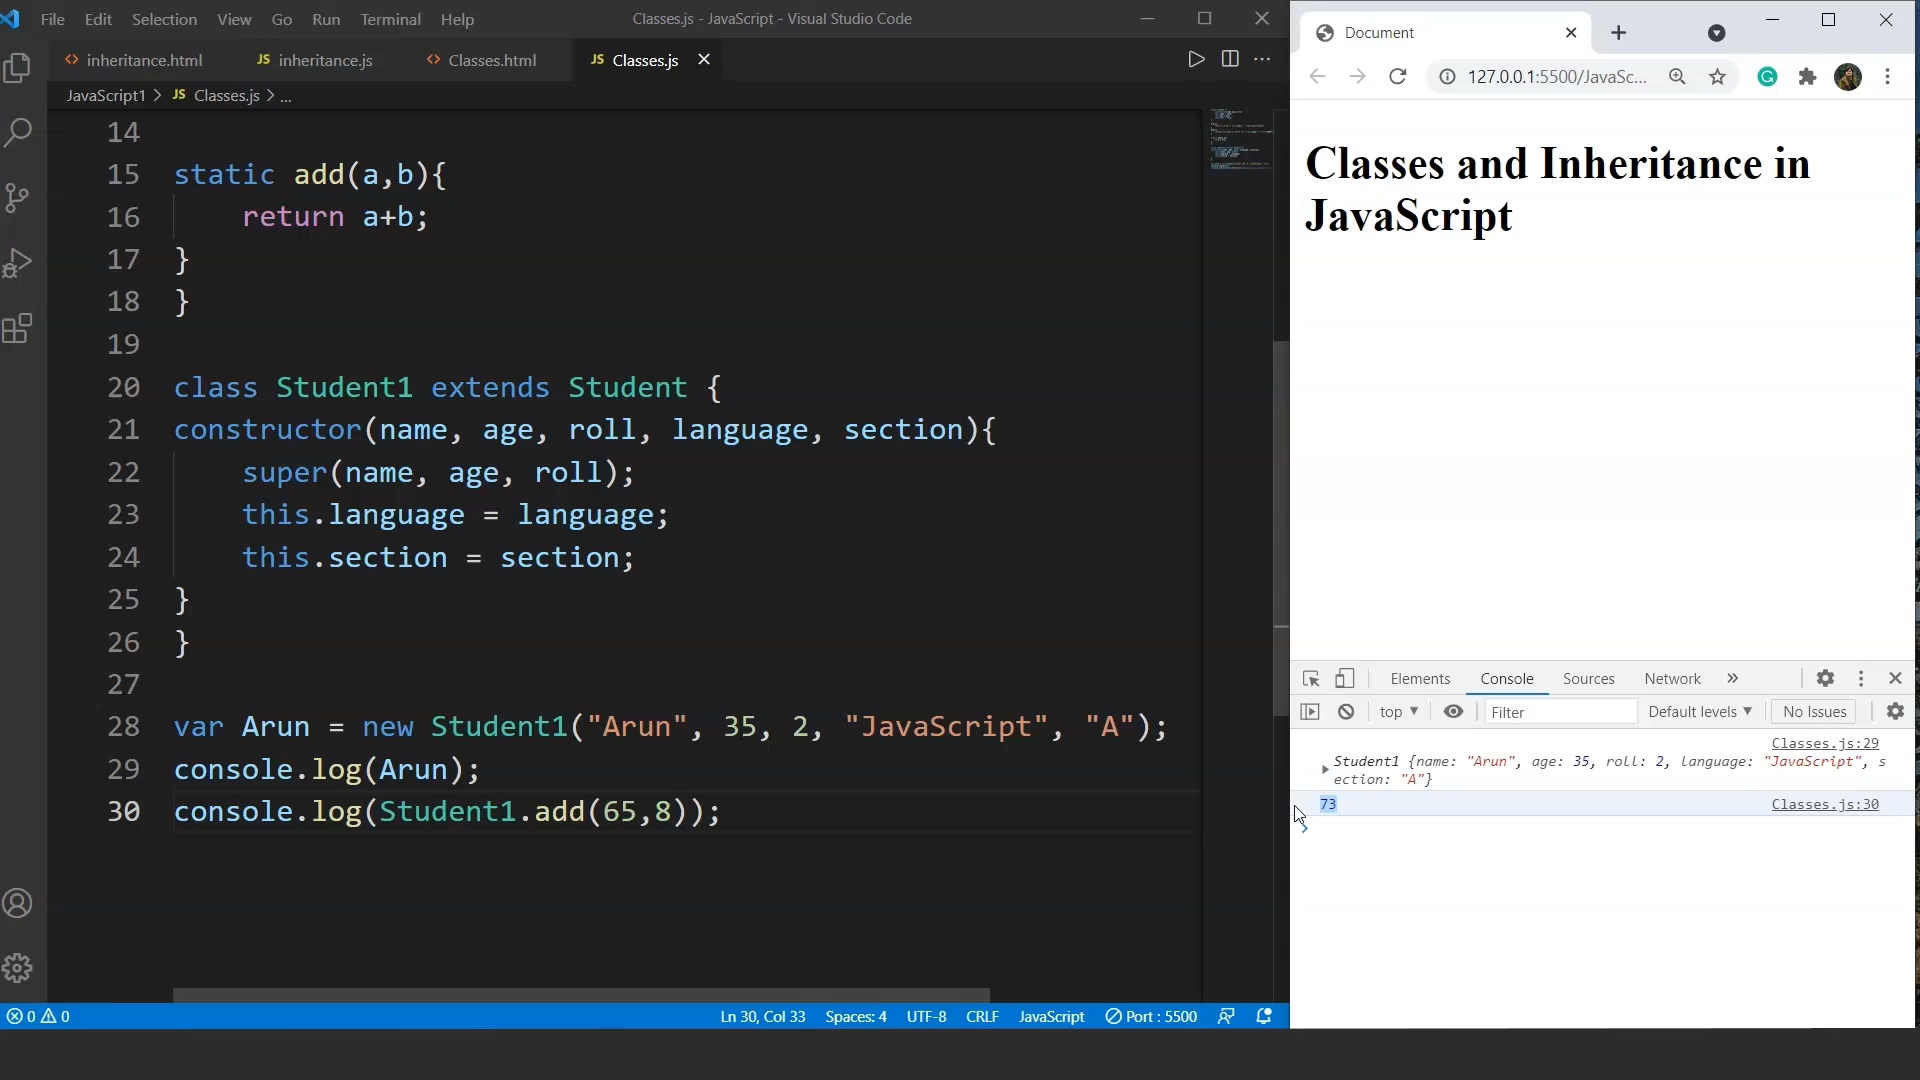 File Edit Selection View Go Run Terminal Help
Classes.js - JavaScript - Visual Studio Code
inheritance.html
JS inheritance.js
Classes.html
JS Classes.js
JavaScript1 > JS Classes.js > ...
14
15 static add(a,b){
16 return a+b;
17 }
18 }
19
20 class Student1 extends Student {
21 constructor(name, age, roll, language, section){
22 super(name, age, roll);
23 this.language = language;
24 this.section = section;
25 }
26 }
27
28 var Arun = new Student1("Arun", 35, 2, "JavaScript", "A");
29 console.log(Arun);
30 console.log(Student1.add(65,8));
0 0
Ln 30, Col 33 Spaces: 4 UTF-8 CRLF JavaScript Port : 5500
Document
127.0.0.1:5500/JavaSc...
Classes and Inheritance in
JavaScript
Elements Console Sources Network »
top Filter Default levels No Issues
Classes.js:29
Student1 {name: "Arun", age: 35, roll: 2, language: "JavaScript", s
ection: "A"}
73 Classes.js:30